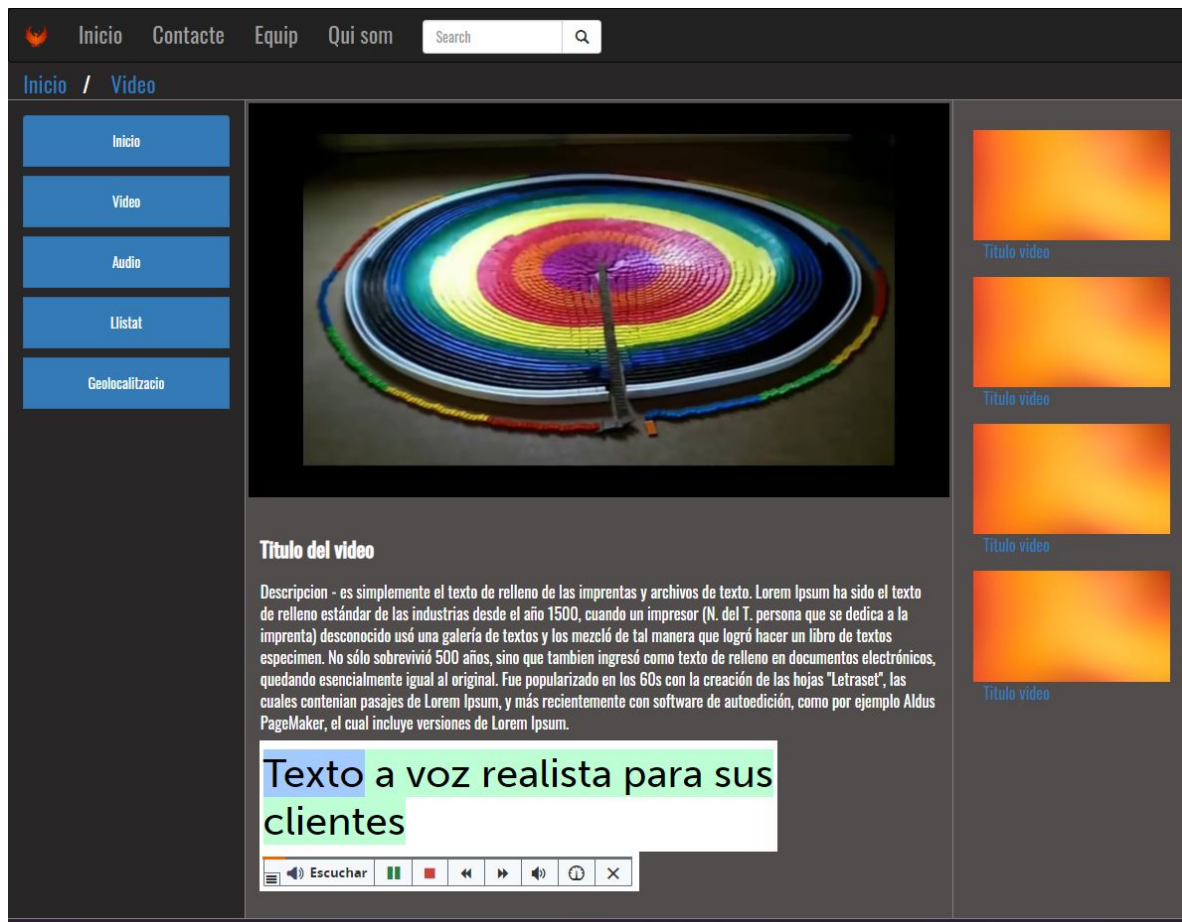 Inicio Contacte Equip Qui som Search
Inicio / Video
Inicio
Video
Audio
Llistat
Geolocalitzacio
Titulo del video
Descripcion - es simplemente el texto de relleno de las imprentas y archivos de texto. Lorem Ipsum ha sido el texto
de relleno estándar de las industrias desde el año 1500, cuando un impresor (N. del T. persona que se dedica a la
imprenta) desconocido usó una galería de textos y los mezcló de tal manera que logró hacer un libro de textos
especimen. No sólo sobrevivió 500 años, sino que tambien ingresó como texto de relleno en documentos electrónicos,
quedando esencialmente igual al original. Fue popularizado en los 60s con la creación de las hojas "Letraset", las
cuales contenian pasajes de Lorem Ipsum, y más recientemente con software de autoedición, como por ejemplo Aldus
PageMaker, el cual incluye versiones de Lorem Ipsum.
Texto a voz realista para sus
clientes
Escuchar
Titulo video
Titulo video
Titulo video
Titulo video